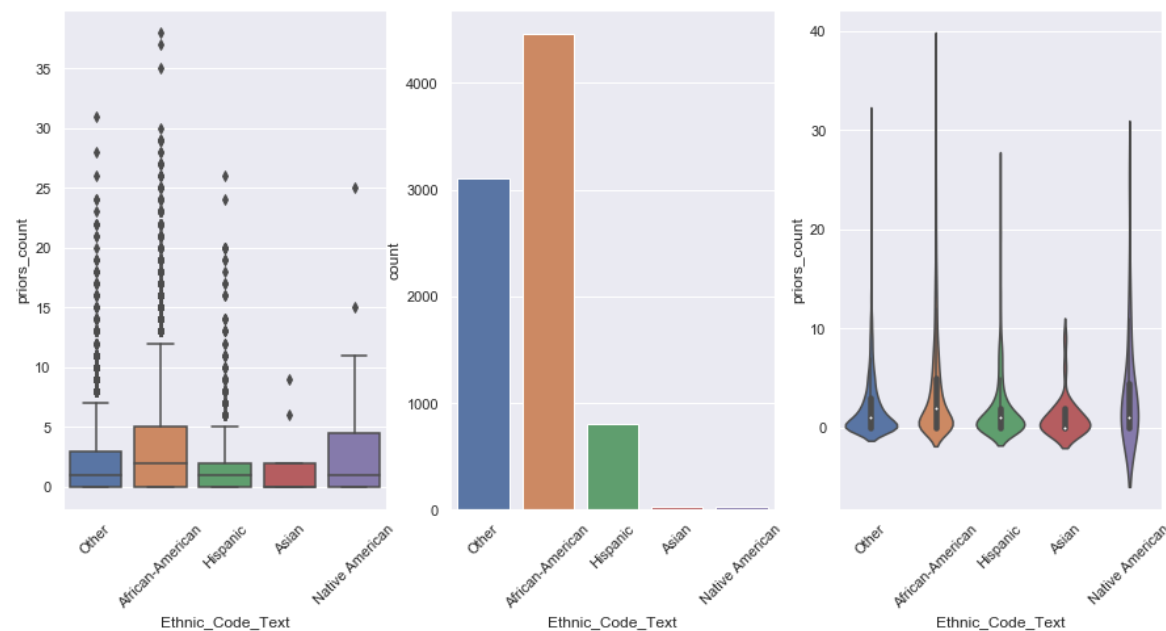 35
30
25
20
15
10
5
0
priors_count
Other
African-American
Hispanic
Asian
Native American
Ethnic_Code_Text
4000
3000
2000
1000
0
count
Other
African-American
Hispanic
Asian
Native American
Ethnic_Code_Text
40
30
20
10
0
priors_count
Other
African-American
Hispanic
Asian
Native American
Ethnic_Code_Text